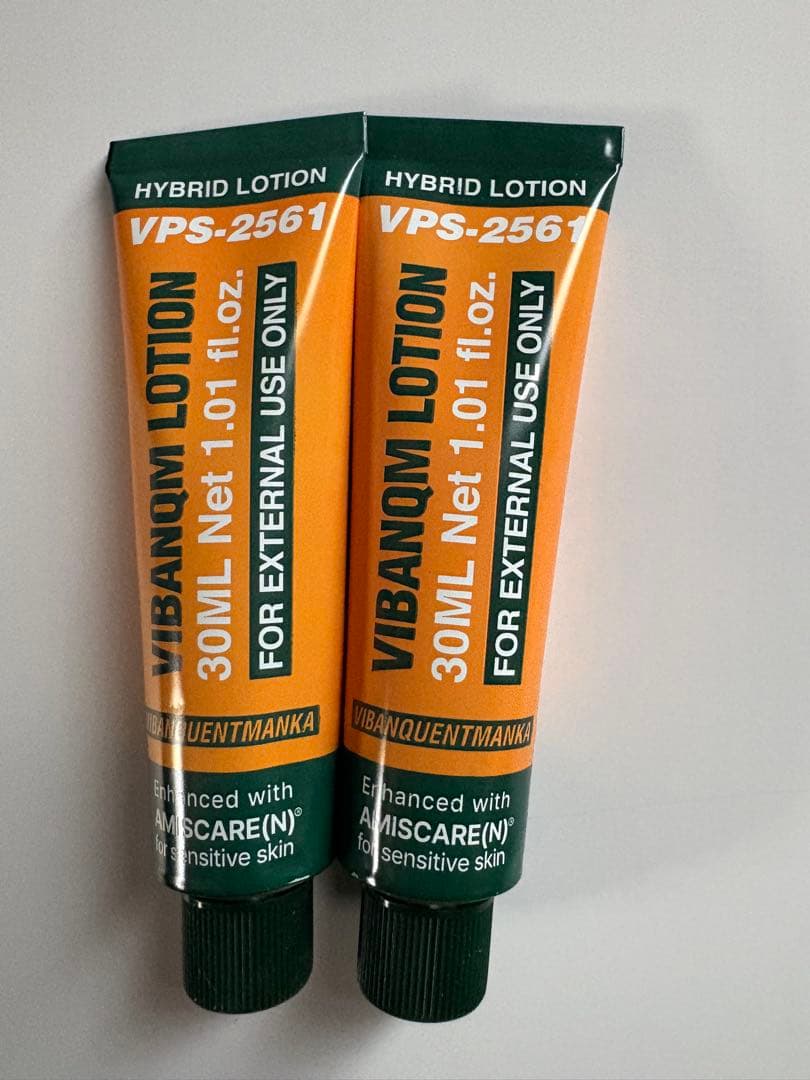 HYBRID LOTION
VPS-2561
VIBANQM LOTION
30ML Net 1.01 fl.oz.
FOR EXTERNAL USE ONLY
VIBANQUENTMANKA
Enhanced with
AMISCARE(N)®
for sensitive skin
HYBRID LOTION
VPS-2561
VIBANQM LOTION
30ML Net 1.01 fl.oz.
FOR EXTERNAL USE ONLY
VIBANQUENTMANKA
Enhanced with
AMISCARE(N)®
for sensitive skin